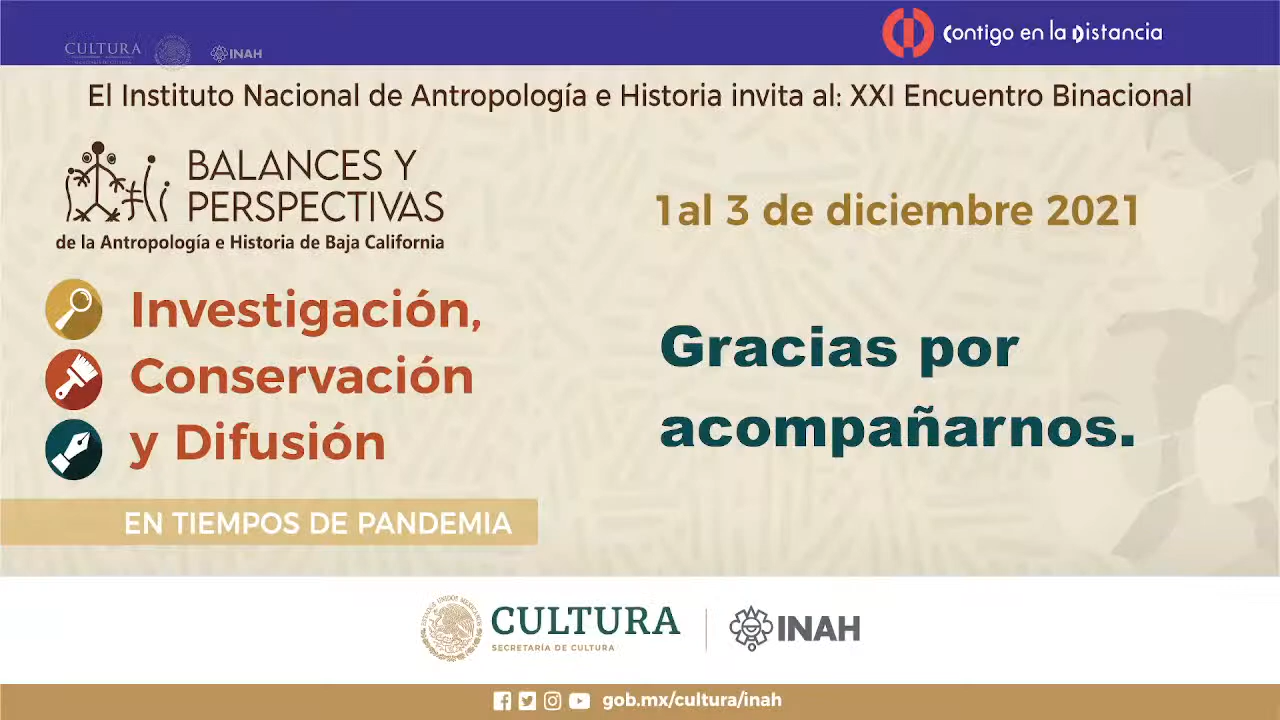 CULTURA
INAH
Contigo en la Distancia
El Instituto Nacional de Antropología e Historia invita al: XXI Encuentro Binacional
BALANCES Y
PERSPECTIVAS
de la Antropología e Historia de Baja California
1al 3 de diciembre 2021
Investigación,
Conservación
y Difusión
Gracias por
acompañarnos.
EN TIEMPOS DE PANDEMIA
CULTURA
SECRETARÍA DE CULTURA
INAH
gob.mx/cultura/inah